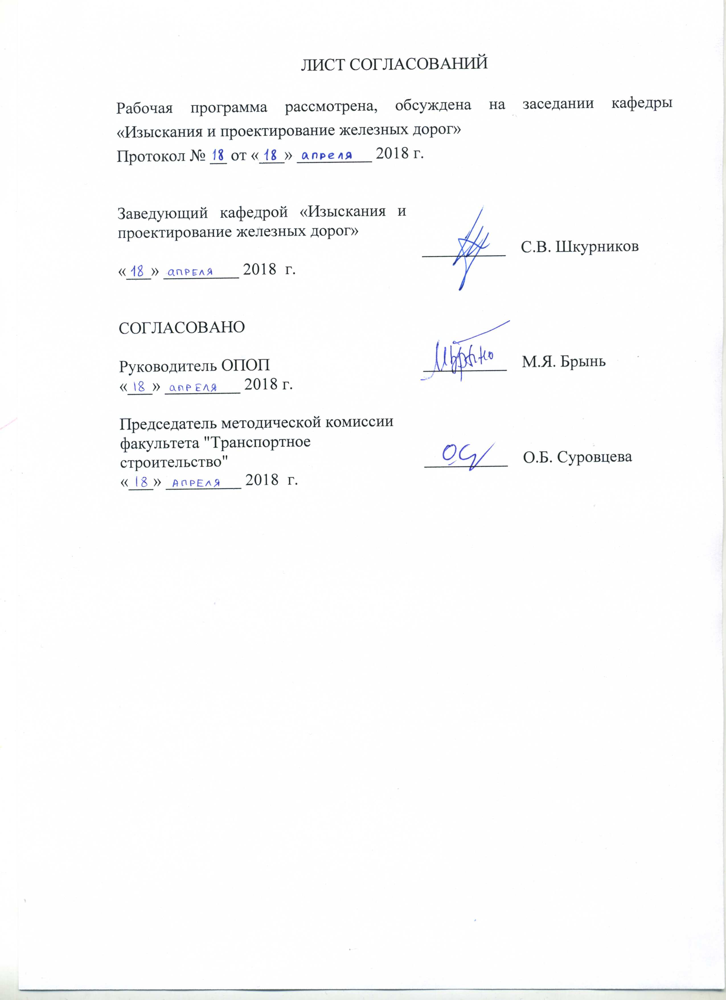 ЛИСТ СОГЛАСОВАНИЙ
Рабочая программа рассмотрена, обсуждена на заседании кафедры
«Изыскания и проектирование железных дорог»
Протокол № 18 от «18» апреля 2018 г.
Заведующий кафедрой «Изыскания и
проектирование железных дорог»
С.В. Шкурников
«18» апреля 2018 г.
СОГЛАСОВАНО
Руководитель ОПОП
М.Я. Брынь
«18» апреля 2018 г.
Председатель методической комиссии
факультета "Транспортное
строительство"
О.Б. Суровцева
«18» АПРЕЛЯ 2018 г.